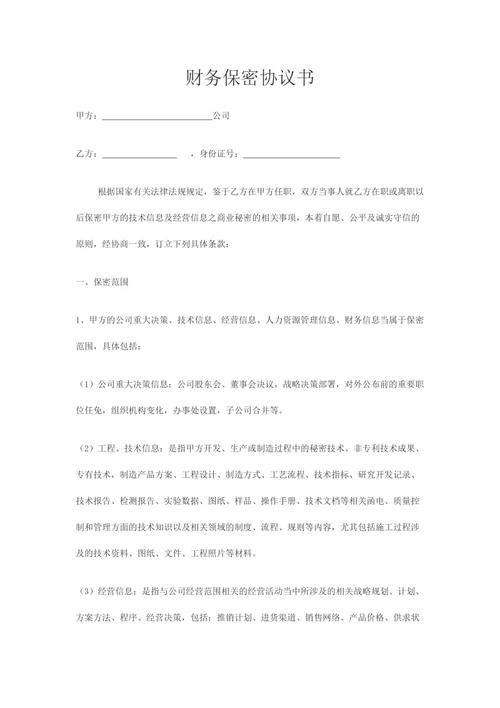 财务保密协议书
甲方：________________________公司
乙方：________________ ，身份证号：____________________
根据国家有关法律法规规定，鉴于乙方在甲方任职，双方当事人就乙方在职或离职以
后保密甲方的技术信息及经营信息之商业秘密的相关事项，本着自愿、公平及诚实守信的
原则，经协商一致，订立下列具体条款：
一、保密范围
1、甲方的公司重大决策、技术信息、经营信息、人力资源管理信息、财务信息当属于保密
范围，具体包括：
（1）公司重大决策信息：公司股东会、董事会决议，战略决策部署，对外公布前的重要职
位任免，组织机构变化，办事处设置，子公司合并等。
（2）工程、技术信息：是指甲方开发、生产或制造过程中的秘密技术、非专利技术成果、
专有技术，制造产品方案、工程设计、制造方式、工艺流程、技术指标、研究开发记录、
技术报告、检测报告、实验数据、图纸、样品、操作手册、技术文档等相关函电、质量控
制和管理方面的技术知识以及相关领域的制度、流程、规则等内容，尤其包括施工过程涉
及的技术资料、图纸、文件、工程照片等材料。
（3）经营信息：是指与公司经营范围相关的经营活动当中所涉及的相关战略规划、计划、
方案方法、程序、经营决策，包括：推销计划、进货渠道、销售网络、产品价格、供求状